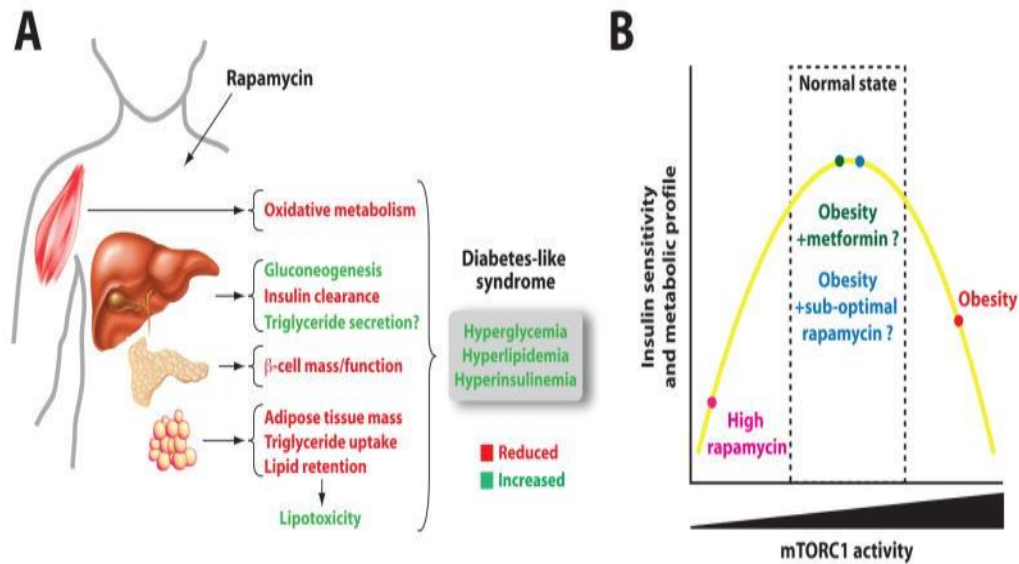 A
Rapamycin
Oxidative metabolism
Gluconeogenesis
Insulin clearance
Triglyceride secretion?
β-cell mass/function
Adipose tissue mass
Triglyceride uptake
Lipid retention
Lipotoxicity
Diabetes-like
syndrome
Hyperglycemia
Hyperlipidemia
Hyperinsulinemia
Reduced
Increased
B
Insulin sensitivity
and metabolic profile
Normal state
Obesity
+metformin ?
Obesity
+sub-optimal
rapamycin ?
Obesity
High
rapamycin
mTORC1 activity